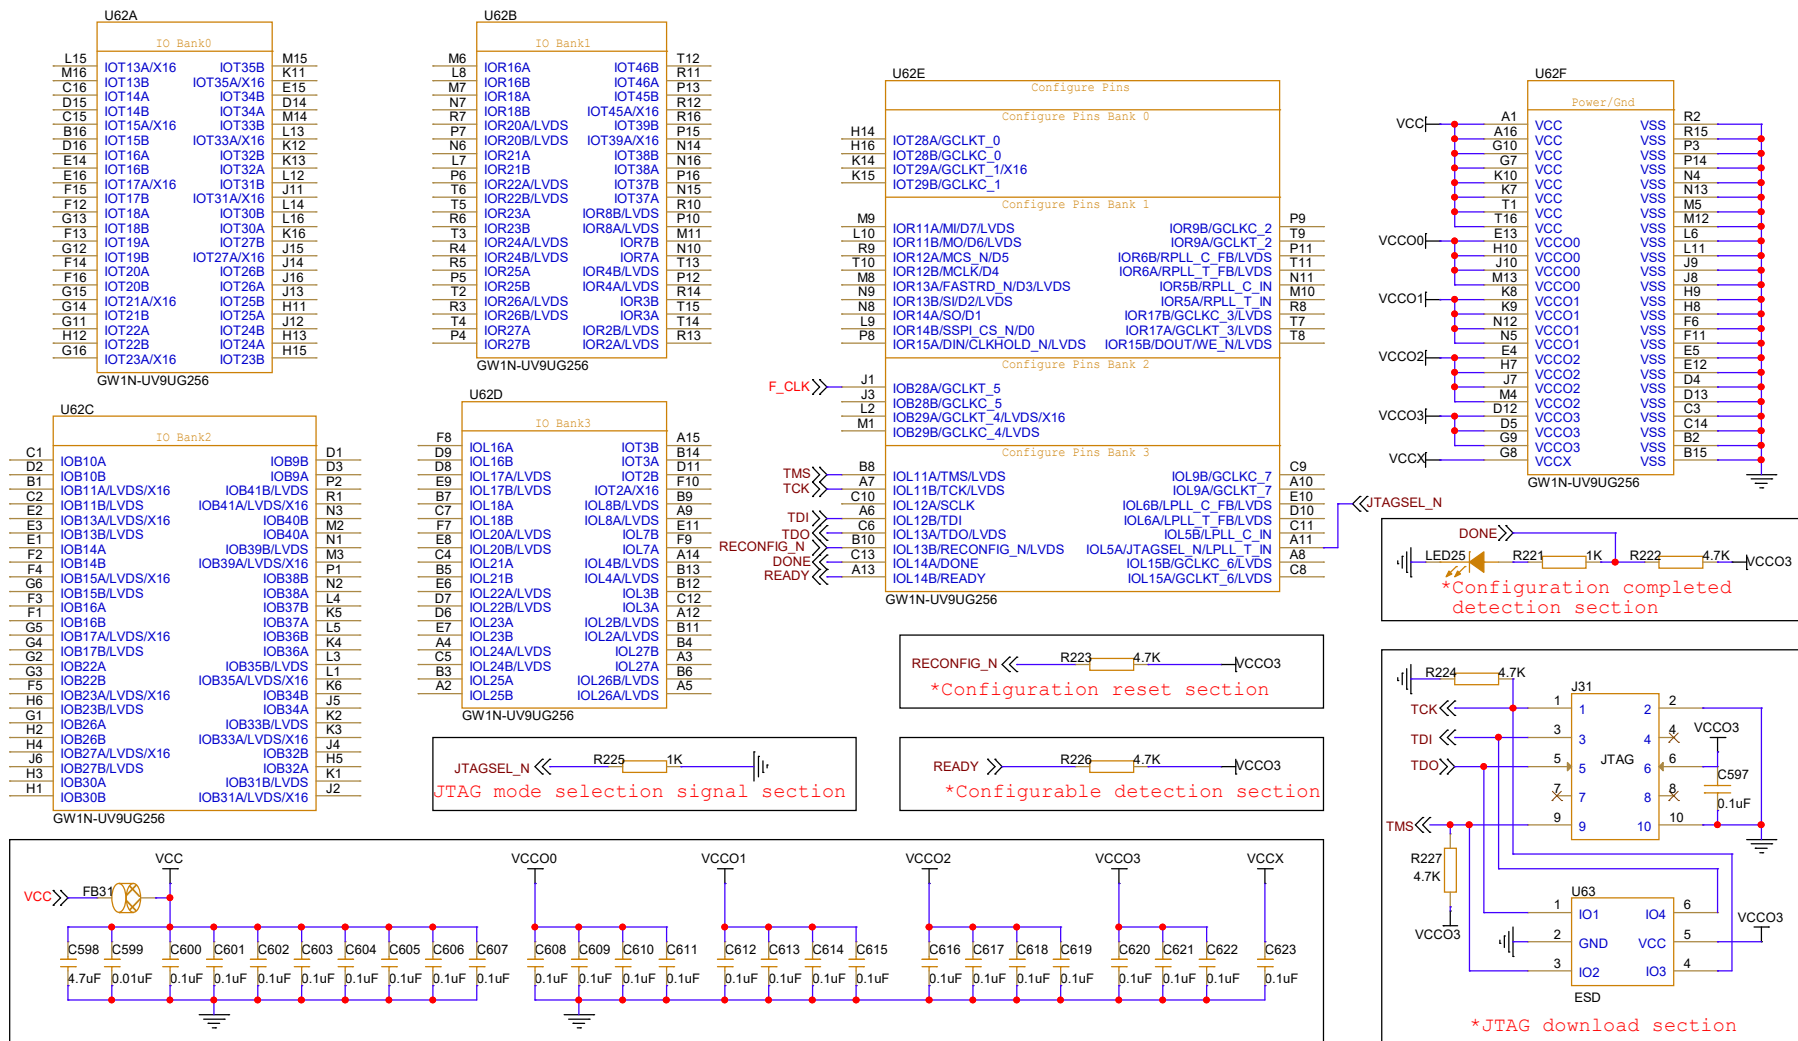 U62A
IO Bank0
L15 IOT13A/X16 IOT35B M15
M16 IOT13B IOT35A/X16 K11
C16 IOT14A IOT34B E15
D15 IOT14B IOT34A D14
C15 IOT15A/X16 IOT33B M14
B16 IOT15B IOT33A/X16 L13
D16 IOT16A IOT32B K12
E14 IOT16B IOT32A K13
E16 IOT17A/X16 IOT31B L12
F15 IOT17B IOT31A/X16 J11
F12 IOT18A IOT30B L14
G13 IOT18B IOT30A L16
F13 IOT19A IOT27B K16
G12 IOT19B IOT27A/X16 J15
F14 IOT20A IOT26B J14
F16 IOT20B IOT26A J16
G15 IOT21A/X16 IOT25B J13
G14 IOT21B IOT25A H11
G11 IOT22A IOT24B J12
H12 IOT22B IOT24A H13
G16 IOT23A/X16 IOT23B H15
GW1N-UV9UG256
U62B
IO Bank1
M6 IOR16A IOT46B T12
L8 IOR16B IOT46A R11
M7 IOR18A IOT45B P13
N7 IOR18B IOT45A/X16 R12
R7 IOR20A/LVDS IOT39B R16
P7 IOR20B/LVDS IOT39A/X16 P15
N6 IOR21A IOT38B N14
L7 IOR21B IOT38A N16
P6 IOR22A/LVDS IOT37B P16
T6 IOR22B/LVDS IOT37A N15
T5 IOR23A IOR8B/LVDS R10
R6 IOR23B IOR8A/LVDS P10
T3 IOR24A/LVDS IOR7B M11
R4 IOR24B/LVDS IOR7A N10
R5 IOR25A IOR4B/LVDS T13
P5 IOR25B IOR4A/LVDS P12
T2 IOR26A/LVDS IOR3B R14
R3 IOR26B/LVDS IOR3A T15
T4 IOR27A IOR2B/LVDS T14
P4 IOR27B IOR2A/LVDS R13
GW1N-UV9UG256
U62E
Configure Pins
Configure Pins Bank 0
H14 IOT28A/GCLKT_0
H16 IOT28B/GCLKC_0
K14 IOT29A/GCLKT_1/X16
K15 IOT29B/GCLKC_1
Configure Pins Bank 1
M9 IOR11A/MI/D7/LVDS IOR9B/GCLKC_2 P9
L10 IOR11B/MO/D6/LVDS IOR9A/GCLKT_2 T9
R9 IOR12A/MCS_N/D5 IOR6B/RPLL_C_FB/LVDS P11
T10 IOR12B/MCLK/D4 IOR6A/RPLL_T_FB/LVDS T11
M8 IOR13A/FASTRD_N/D3/LVDS IOR5B/RPLL_C_IN N11
N9 IOR13B/SI/D2/LVDS IOR5A/RPLL_T_IN M10
N8 IOR14A/SO/D1 IOR17B/GCLKC_3/LVDS R8
L9 IOR14B/SSPI_CS_N/D0 IOR17A/GCLKT_3/LVDS T7
P8 IOR15A/DIN/CLKHOLD_N/LVDS IOR15B/DOUT/WE_N/LVDS T8
Configure Pins Bank 2
F_CLK J1 IOB28A/GCLKT_5
J3 IOB28B/GCLKC_5
L2 IOB29A/GCLKT_4/LVDS/X16
M1 IOB29B/GCLKC_4/LVDS
Configure Pins Bank 3
TMS B8 IOL11A/TMS/LVDS IOL9B/GCLKC_7 C9
TCK A7 IOL11B/TCK/LVDS IOL9A/GCLKT_7 A10
C10 IOL12A/SCLK IOL6B/LPLL_C_FB/LVDS E10
TDI A6 IOL12B/TDI IOL6A/LPLL_T_FB/LVDS D10
TDO C6 IOL13A/TDO/LVDS IOL5B/LPLL_C_IN C11
RECONFIG_N B10 IOL13B/RECONFIG_N/LVDS IOL5A/JTAGSEL_N/LPLL_T_IN A11 JTAGSEL_N
DONE C13 IOL14A/DONE IOL15B/GCLKC_6/LVDS A8
READY A13 IOL14B/READY IOL15A/GCLKT_6/LVDS C8
GW1N-UV9UG256
U62F
Power/Gnd
VCC A1 VCC VSS R2
A16 VCC VSS R15
G10 VCC VSS P3
G7 VCC VSS P14
K10 VCC VSS N4
K7 VCC VSS N13
T1 VCC VSS M5
T16 VCC VSS M12
VCCO0 E13 VCCO0 VSS L6
H10 VCCO0 VSS L11
J10 VCCO0 VSS J9
M13 VCCO0 VSS J8
VCCO1 K8 VCCO1 VSS H9
K9 VCCO1 VSS H8
N12 VCCO1 VSS F6
N5 VCCO1 VSS F11
VCCO2 E4 VCCO2 VSS E5
H7 VCCO2 VSS E12
J7 VCCO2 VSS D4
M4 VCCO2 VSS D13
VCCO3 D12 VCCO3 VSS C3
D5 VCCO3 VSS C14
G9 VCCO3 VSS B2
VCCX G8 VCCX VSS B15
GW1N-UV9UG256
U62C
IO Bank2
C1 IOB10A IOB9B D1
D2 IOB10B IOB9A D3
B1 IOB11A/LVDS/X16 IOB41B/LVDS P2
C2 IOB11B/LVDS IOB41A/LVDS/X16 R1
E2 IOB13A/LVDS/X16 IOB40B N3
E3 IOB13B/LVDS IOB40A M2
E1 IOB14A IOB39B/LVDS N1
F2 IOB14B IOB39A/LVDS/X16 M3
F4 IOB15A/LVDS/X16 IOB38B P1
G6 IOB15B/LVDS IOB38A N2
F3 IOB16A IOB37B L4
F1 IOB16B IOB37A K5
G5 IOB17A/LVDS/X16 IOB36B L5
G4 IOB17B/LVDS IOB36A K4
G2 IOB22A IOB35B/LVDS L3
G3 IOB22B IOB35A/LVDS/X16 L1
F5 IOB23A/LVDS/X16 IOB34B K6
H6 IOB23B/LVDS IOB34A J5
G1 IOB26A IOB33B/LVDS K2
H2 IOB26B IOB33A/LVDS/X16 K3
H4 IOB27A/LVDS/X16 IOB32B J4
J6 IOB27B/LVDS IOB32A H5
H3 IOB30A IOB31B/LVDS K1
H1 IOB30B IOB31A/LVDS/X16 J2
GW1N-UV9UG256
U62D
IO Bank3
F8 IOL16A IOT3B A15
D9 IOL16B IOT3A B14
D8 IOL17A/LVDS IOT2B D11
E9 IOL17B/LVDS IOT2A/X16 F10
B7 IOL18A IOL8B/LVDS B9
C7 IOL18B IOL8A/LVDS A9
F7 IOL20A/LVDS IOL7B E11
E8 IOL20B/LVDS IOL7A F9
C4 IOL21A IOL4B/LVDS A14
B5 IOL21B IOL4A/LVDS B13
E6 IOL22A/LVDS IOL3B B12
D7 IOL22B/LVDS IOL3A C12
D6 IOL23A IOL2B/LVDS A12
E7 IOL23B IOL2A/LVDS B11
A4 IOL24A/LVDS IOL27B B4
C5 IOL24B/LVDS IOL27A A3
B3 IOL25A IOL26B/LVDS B6
A2 IOL25B IOL26A/LVDS A5
GW1N-UV9UG256
DONE
LED25 R221 1K R222 4.7K VCCO3
*Configuration completed
detection section
RECONFIG_N R223 4.7K VCCO3
*Configuration reset section
JTAGSEL_N R225 1K
JTAG mode selection signal section
READY R226 4.7K VCCO3
*Configurable detection section
R224 4.7K
J31
TCK 1 1 2 2
VCCO3
TDI 3 3 4 4
TDO 5 5 JTAG 6 6
C597
0.1uF
7 7 8 8
TMS 9 9 10 10
R227
4.7K
VCCO3
U63
1 IO1 IO4 6
VCCO3
2 GND VCC 5
3 IO2 IO3 4
ESD
*JTAG download section
VCC VCCO0 VCCO1 VCCO2 VCCO3 VCCX
VCC FB31
C598 C599 C600 C601 C602 C603 C604 C605 C606 C607 C608 C609 C610 C611 C612 C613 C614 C615 C616 C617 C618 C619 C620 C621 C622 C623
4.7uF 0.01uF 0.1uF 0.1uF 0.1uF 0.1uF 0.1uF 0.1uF 0.1uF 0.1uF 0.1uF 0.1uF 0.1uF 0.1uF 0.1uF 0.1uF 0.1uF 0.1uF 0.1uF 0.1uF 0.1uF 0.1uF 0.1uF 0.1uF 0.1uF 0.1uF